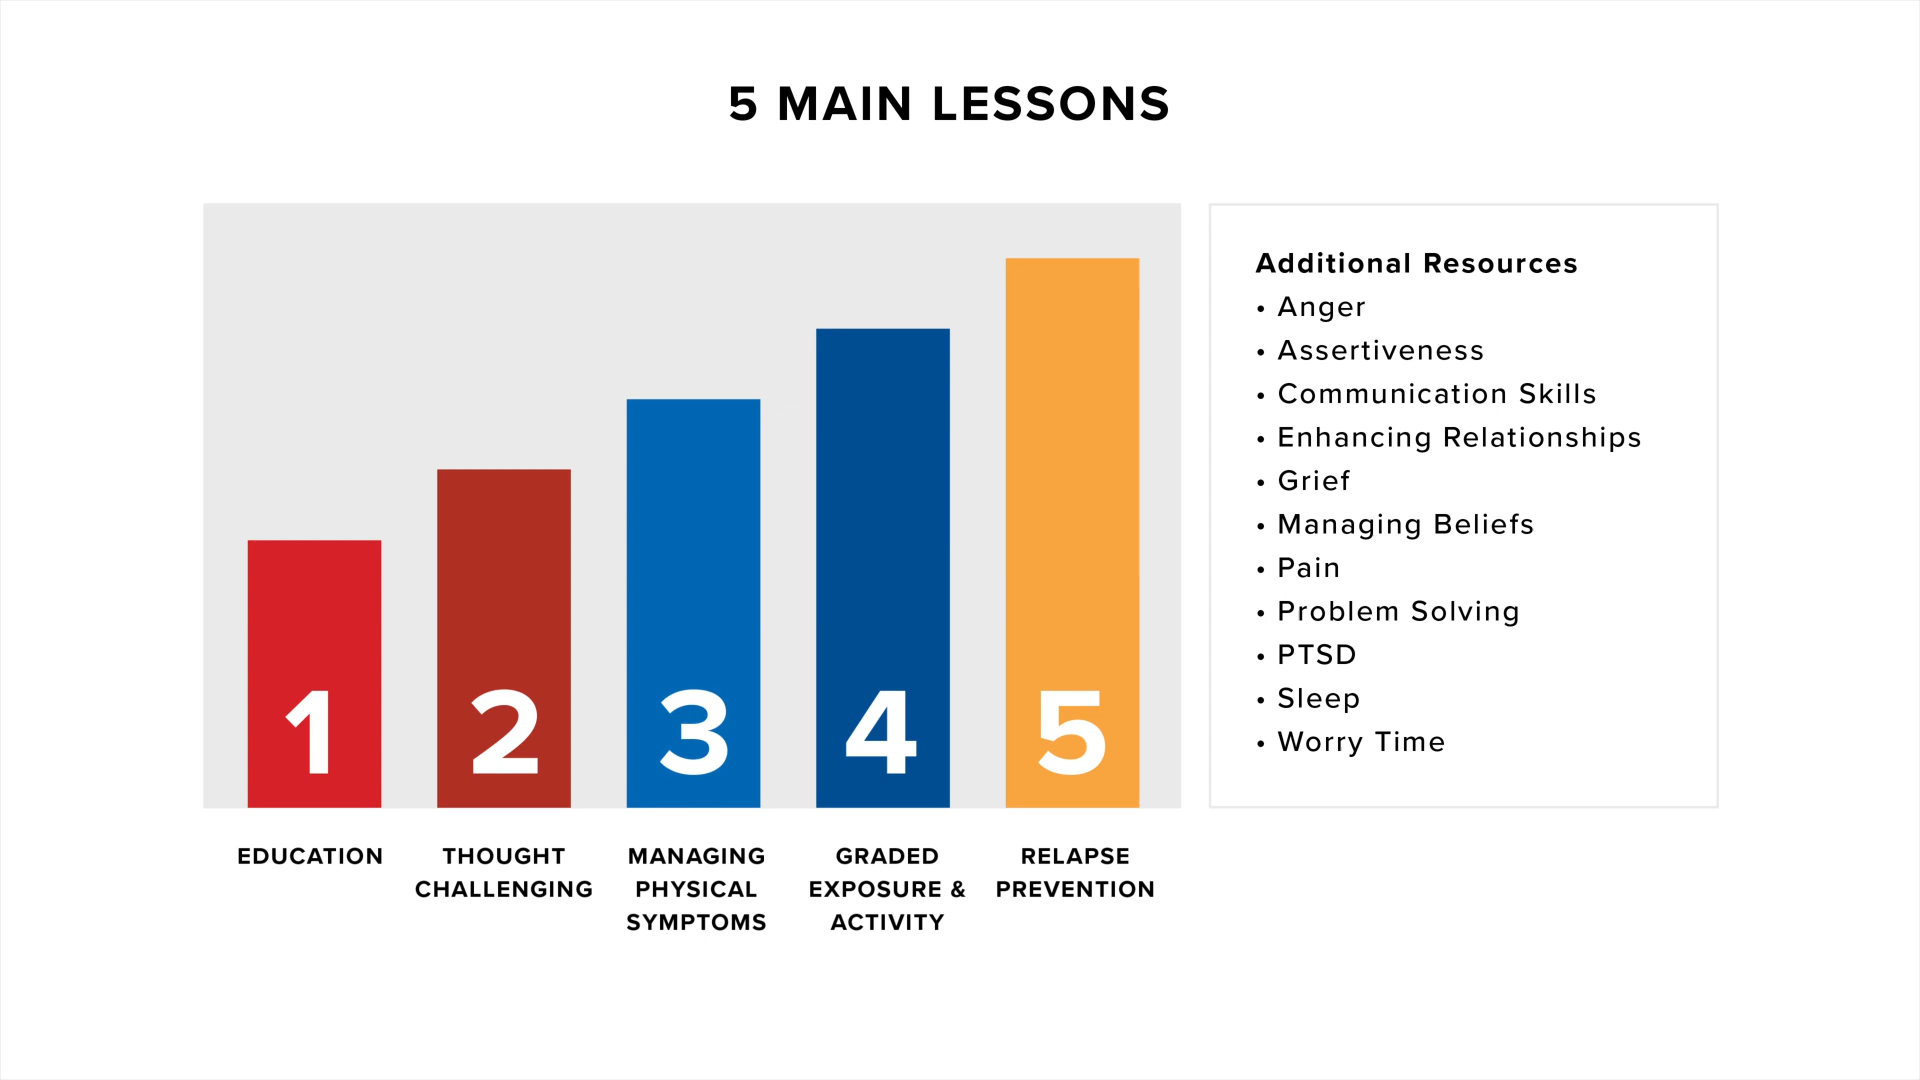 5 MAIN LESSONS
1
2
3
4
5
EDUCATION
THOUGHT
CHALLENGING
MANAGING
PHYSICAL
SYMPTOMS
GRADED
EXPOSURE &
ACTIVITY
RELAPSE
PREVENTION
Additional Resources
• Anger
• Assertiveness
• Communication Skills
• Enhancing Relationships
• Grief
• Managing Beliefs
• Pain
• Problem Solving
• PTSD
• Sleep
• Worry Time